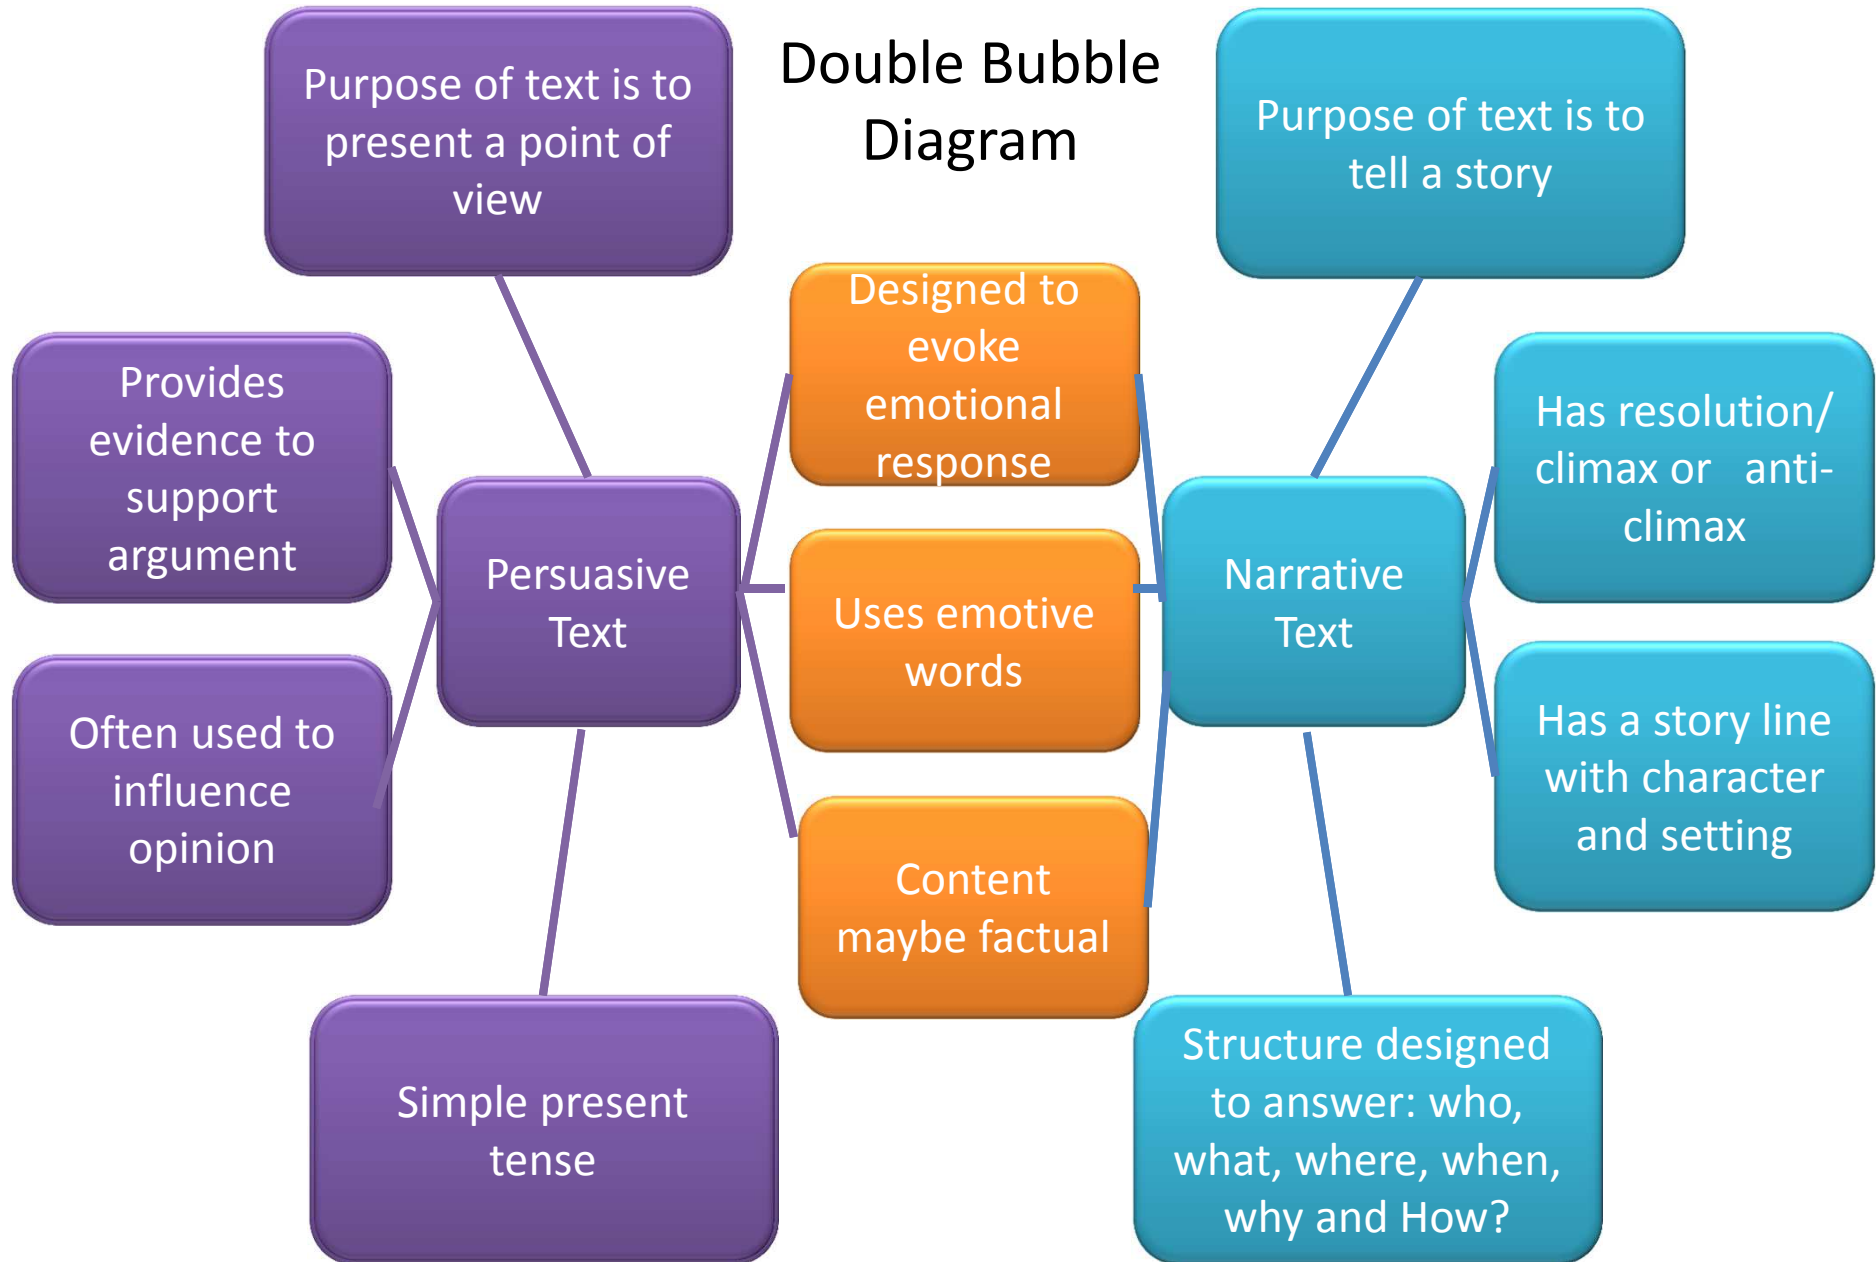 Double Bubble
Diagram
Purpose of text is to
present a point of
view
Purpose of text is to
tell a story
Provides
evidence to
support
argument
Often used to
influence
opinion
Persuasive
Text
Simple present
tense
Designed to
evoke
emotional
response
Uses emotive
words
Content
maybe factual
Narrative
Text
Has resolution/
climax or anti-
climax
Has a story line
with character
and setting
Structure designed
to answer: who,
what, where, when,
why and How?